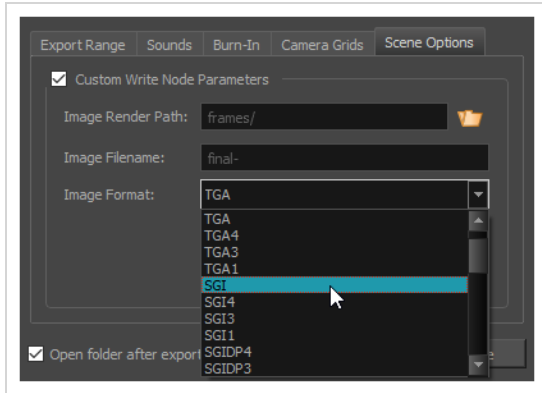 Export Range Sounds Burn-In Camera Grids Scene Options
Custom Write Node Parameters
Image Render Path: frames/
Image Filename: final-
Image Format: TGA
TGA
TGA4
TGA3
TGA1
SGI
SGI4
SGI3
SGI1
Open folder after export SGIDP4
SGIDP3